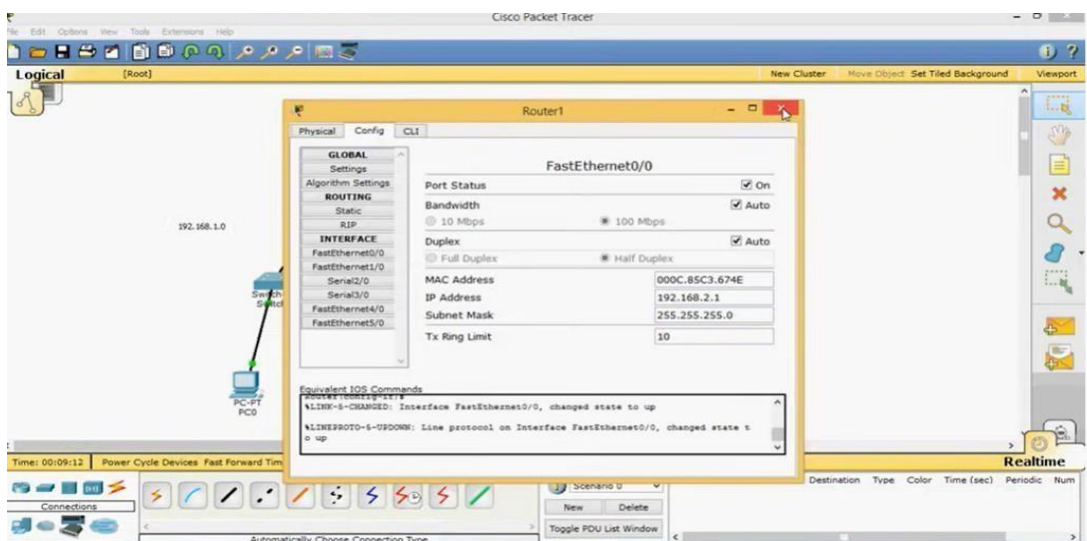 Cisco Packet Tracer
File Edit Options View Tools Extensions Help
Logical [Root] New Cluster Move Object Set Tiled Background Viewport
Router1
Physical Config CLI
GLOBAL
Settings
Algorithm Settings
ROUTING
Static
RIP
INTERFACE
FastEthernet0/0
FastEthernet1/0
Serial2/0
Serial3/0
FastEthernet4/0
FastEthernet5/0
FastEthernet0/0
Port Status On
Bandwidth Auto
10 Mbps 100 Mbps
Duplex Auto
Full Duplex Half Duplex
MAC Address 000C.85C3.674E
IP Address 192.168.2.1
Subnet Mask 255.255.255.0
Tx Ring Limit 10
Equivalent IOS Commands
%LINK-5-CHANGED: Interface FastEthernet0/0, changed state to up
%LINEPROTO-5-UPDOWN: Line protocol on Interface FastEthernet0/0, changed state t
o up
192.168.1.0
Switch
PC-PT
PC0
Time: 00:09:12 Power Cycle Devices Fast Forward Tim
Realtime
Connections
Scenario 0
New Delete
Toggle PDU List Window
Destination Type Color Time (sec) Periodic Num
Automatically Choose Connection Type